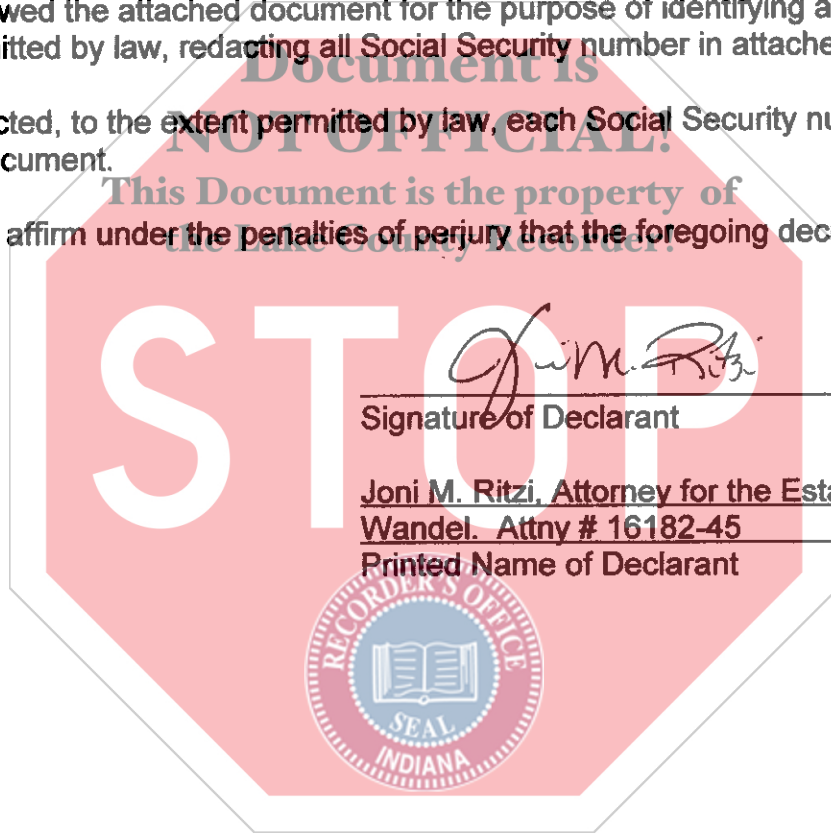 wed the attached document for the purpose of identifying a
itted by law, redacting all Social Security number in attache
Document is
cted, to the extent permitted by law, each Social Security nu
NOT OFFICIAL!
cument.
This Document is the property of
affirm under the penalties of perjury that the foregoing dec
the Lake County Recorder!
STOP
Joni M. Ritzi
Signature of Declarant
Joni M. Ritzi, Attorney for the Esta
Wandel. Attny # 16182-45
Printed Name of Declarant
RECORDER'S OFFICE
SEAL
INDIANA